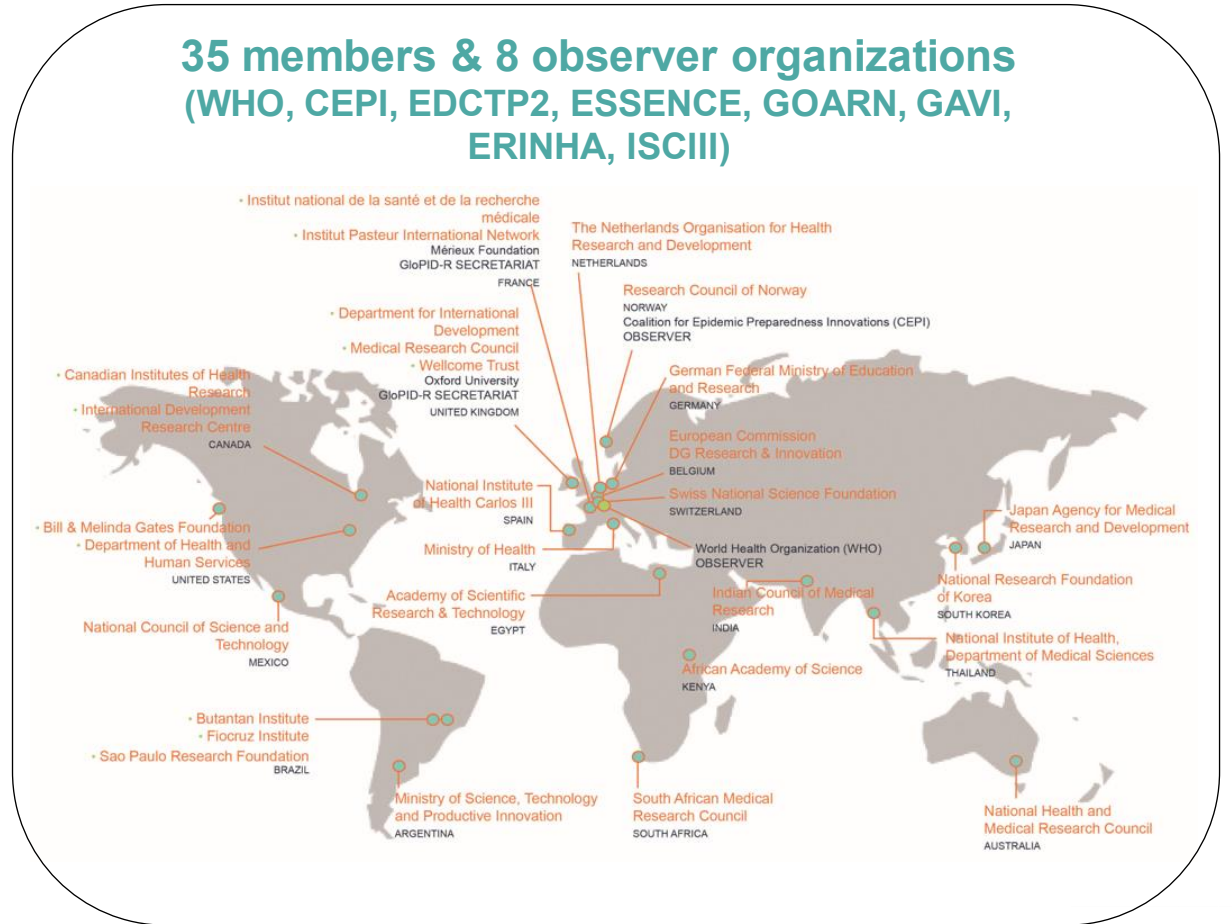 35 members & 8 observer organizations
(WHO, CEPI, EDCTP2, ESSENCE, GOARN, GAVI,
ERINHA, ISCIII)
• Institut national de la santé et de la recherche
médicale
• Institut Pasteur International Network
Mérieux Foundation
GloPID-R SECRETARIAT
FRANCE
The Netherlands Organisation for Health
Research and Development
NETHERLANDS
Research Council of Norway
NORWAY
Coalition for Epidemic Preparedness Innovations (CEPI)
OBSERVER
• Department for International
Development
• Medical Research Council
• Wellcome Trust
Oxford University
GloPID-R SECRETARIAT
UNITED KINGDOM
German Federal Ministry of Education
and Research
GERMANY
• Canadian Institutes of Health
Research
• International Development
Research Centre
CANADA
European Commission
DG Research & Innovation
BELGIUM
National Institute
of Health Carlos III
SPAIN
Swiss National Science Foundation
SWITZERLAND
• Bill & Melinda Gates Foundation
• Department of Health and
Human Services
UNITED STATES
Ministry of Health
ITALY
World Health Organization (WHO)
OBSERVER
Japan Agency for Medical
Research and Development
JAPAN
National Research Foundation
of Korea
SOUTH KOREA
Academy of Scientific
Research & Technology
EGYPT
Indian Council of Medical
Research
INDIA
National Council of Science and
Technology
MEXICO
National Institute of Health,
Department of Medical Sciences
THAILAND
African Academy of Science
KENYA
• Butantan Institute
• Fiocruz Institute
• Sao Paulo Research Foundation
BRAZIL
Ministry of Science, Technology
and Productive Innovation
ARGENTINA
South African Medical
Research Council
SOUTH AFRICA
National Health and
Medical Research Council
AUSTRALIA